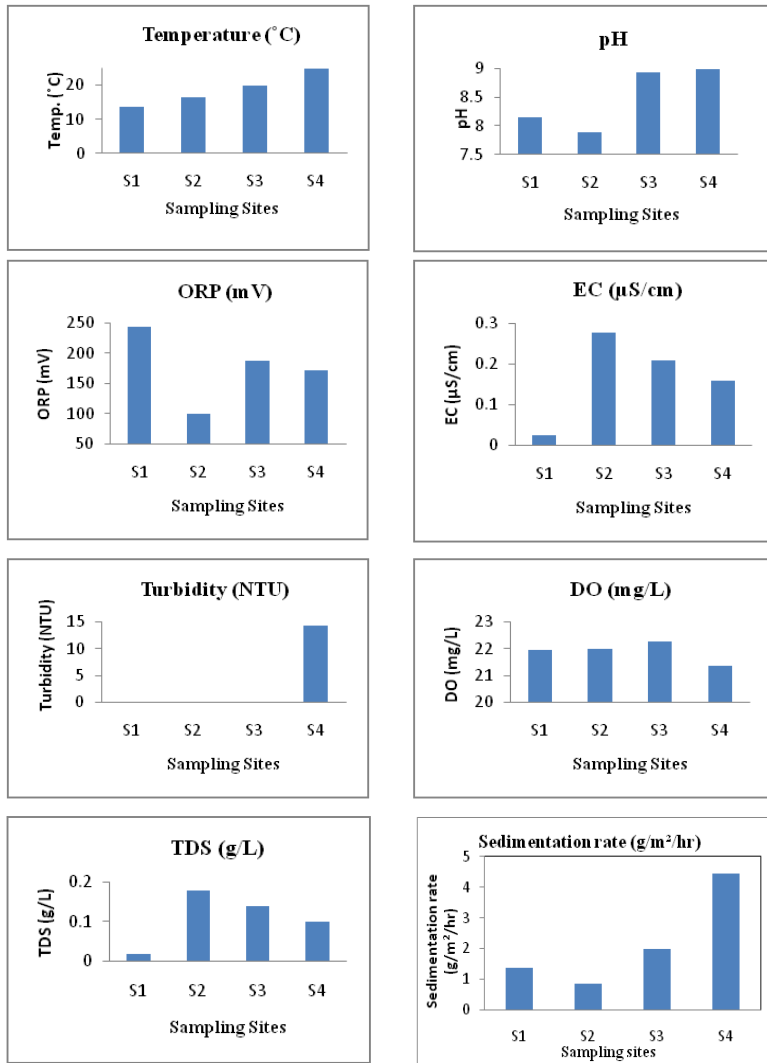 Temperature (˚C)
Temp. (˚C)
20
10
0
S1 S2 S3 S4
Sampling Sites
pH
pH
9
8.5
8
7.5
S1 S2 S3 S4
Sampling Sites
ORP (mV)
ORP (mV)
250
200
150
100
50
S1 S2 S3 S4
Sampling Sites
EC (µS/cm)
EC (µS/cm)
0.3
0.2
0.1
0
S1 S2 S3 S4
Sampling Sites
Turbidity (NTU)
Turbidity (NTU)
15
10
5
0
S1 S2 S3 S4
Sampling Sites
DO (mg/L)
DO (mg/L)
23
22
21
20
S1 S2 S3 S4
Sampling Sites
TDS (g/L)
TDS (g/L)
0.2
0.1
0
S1 S2 S3 S4
Sampling Sites
Sedimentation rate (g/m²/hr)
Sedimentation rate
(g/m²/hr)
5
4
3
2
1
0
S1 S2 S3 S4
Sampling sites